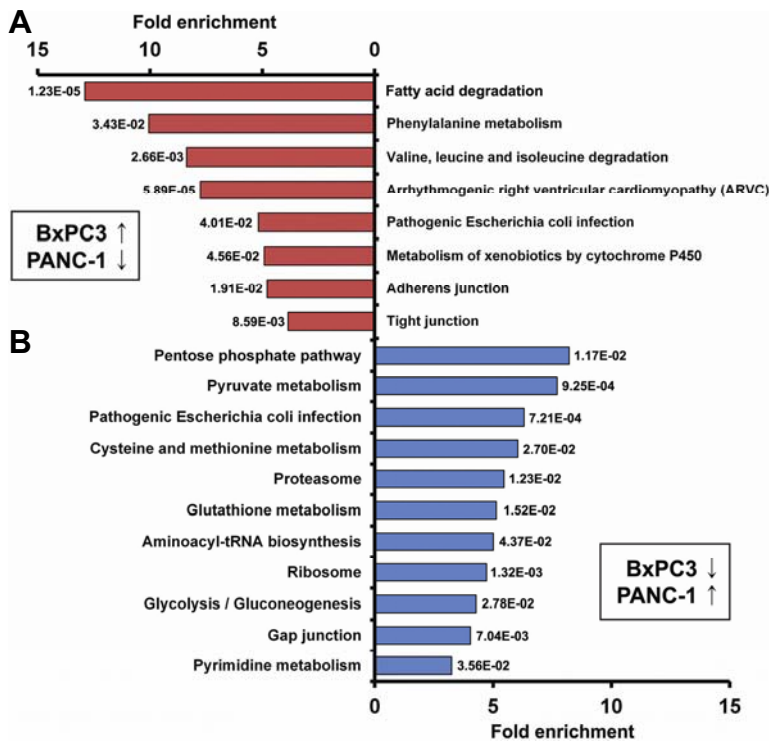 A
Fold enrichment
15 10 5 0
1.23E-05 Fatty acid degradation
3.43E-02 Phenylalanine metabolism
2.66E-03 Valine, leucine and isoleucine degradation
5.89E-05 Arrhythmogenic right ventricular cardiomyopathy (ARVC)
4.01E-02 Pathogenic Escherichia coli infection
4.56E-02 Metabolism of xenobiotics by cytochrome P450
1.91E-02 Adherens junction
8.59E-03 Tight junction
BxPC3 ↑
PANC-1 ↓
B
Pentose phosphate pathway 1.17E-02
Pyruvate metabolism 9.25E-04
Pathogenic Escherichia coli infection 7.21E-04
Cysteine and methionine metabolism 2.70E-02
Proteasome 1.23E-02
Glutathione metabolism 1.52E-02
Aminoacyl-tRNA biosynthesis 4.37E-02
Ribosome 1.32E-03
Glycolysis / Gluconeogenesis 2.78E-02
Gap junction 7.04E-03
Pyrimidine metabolism 3.56E-02
BxPC3 ↓
PANC-1 ↑
0 5 10 15
Fold enrichment